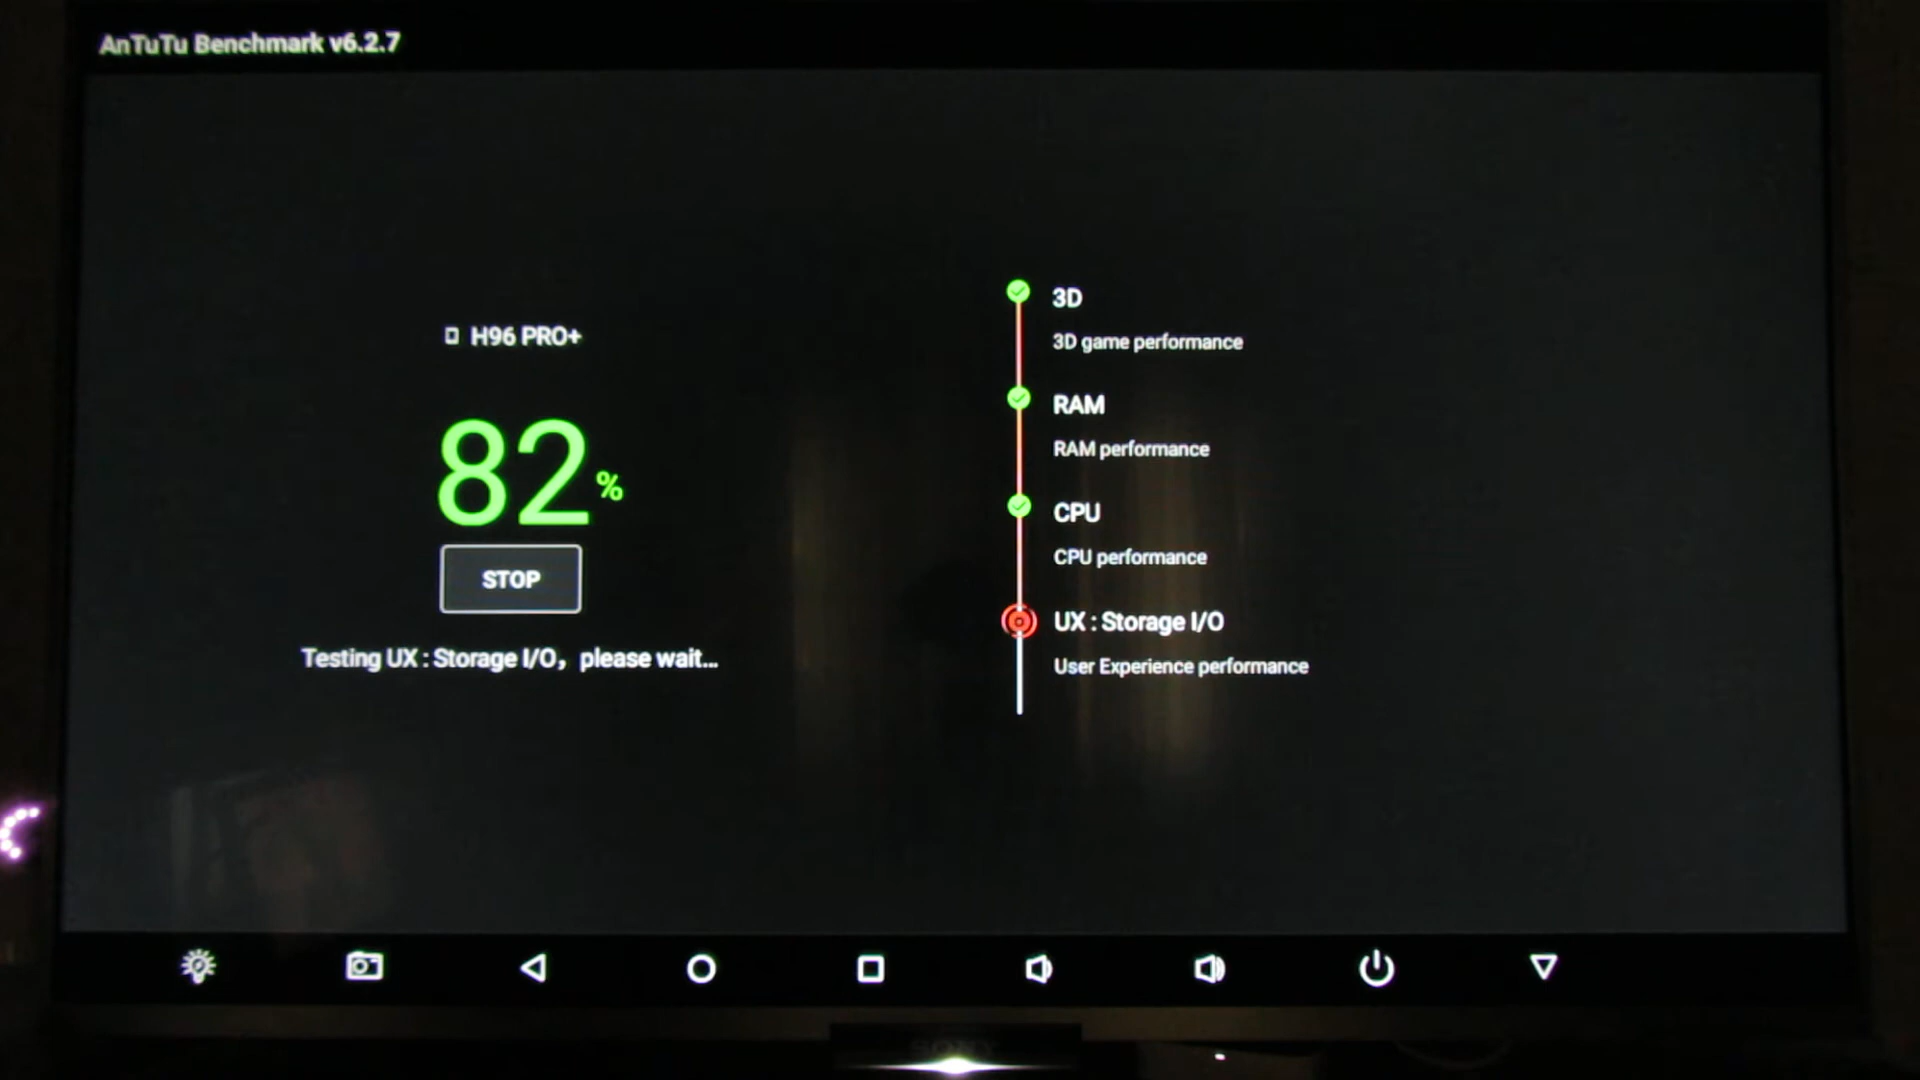 AnTuTu Benchmark v6.2.7
H96 PRO+
82%
STOP
Testing UX : Storage I/O, please wait...
3D
3D game performance
RAM
RAM performance
CPU
CPU performance
UX : Storage I/O
User Experience performance
SONY